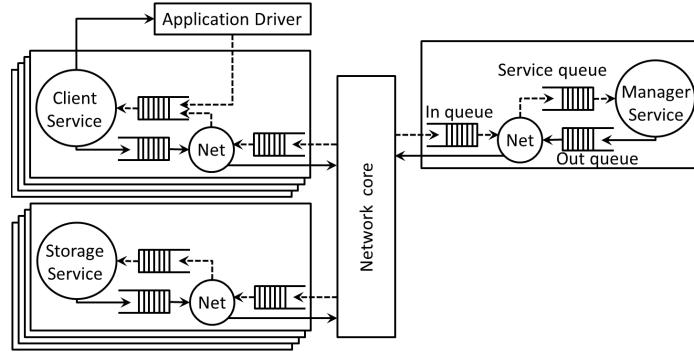 Application Driver
Client
Service
Net
Storage
Service
Net
Network core
In queue
Service queue
Manager
Service
Net
Out queue